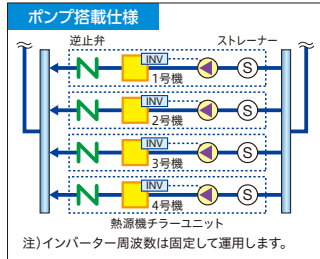 ポンプ搭載仕様
逆止弁 ストレーナー
INV
S
1号機
INV
S
2号機
INV
S
3号機
INV
S
4号機
熱源機チラーユニット
注)インバーター周波数は固定して運用します。